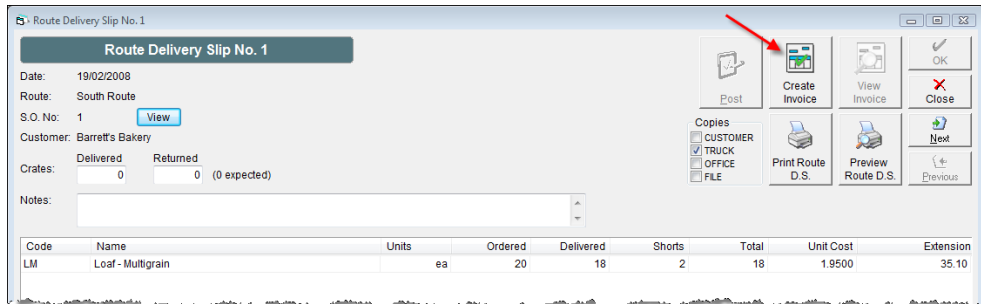 Route Delivery Slip No. 1
Route Delivery Slip No. 1
Date: 19/02/2008
Route: South Route
S.O. No: 1 View
Customer: Barrett's Bakery
Delivered Returned
Crates: 0 0 (0 expected)
Notes:
Post
Create Invoice
View Invoice
OK
Close
Copies
CUSTOMER
TRUCK
OFFICE
FILE
Print Route D.S.
Preview Route D.S.
Next
Previous
Code Name Units Ordered Delivered Shorts Total Unit Cost Extension
LM Loaf - Multigrain ea 20 18 2 18 1.9500 35.10